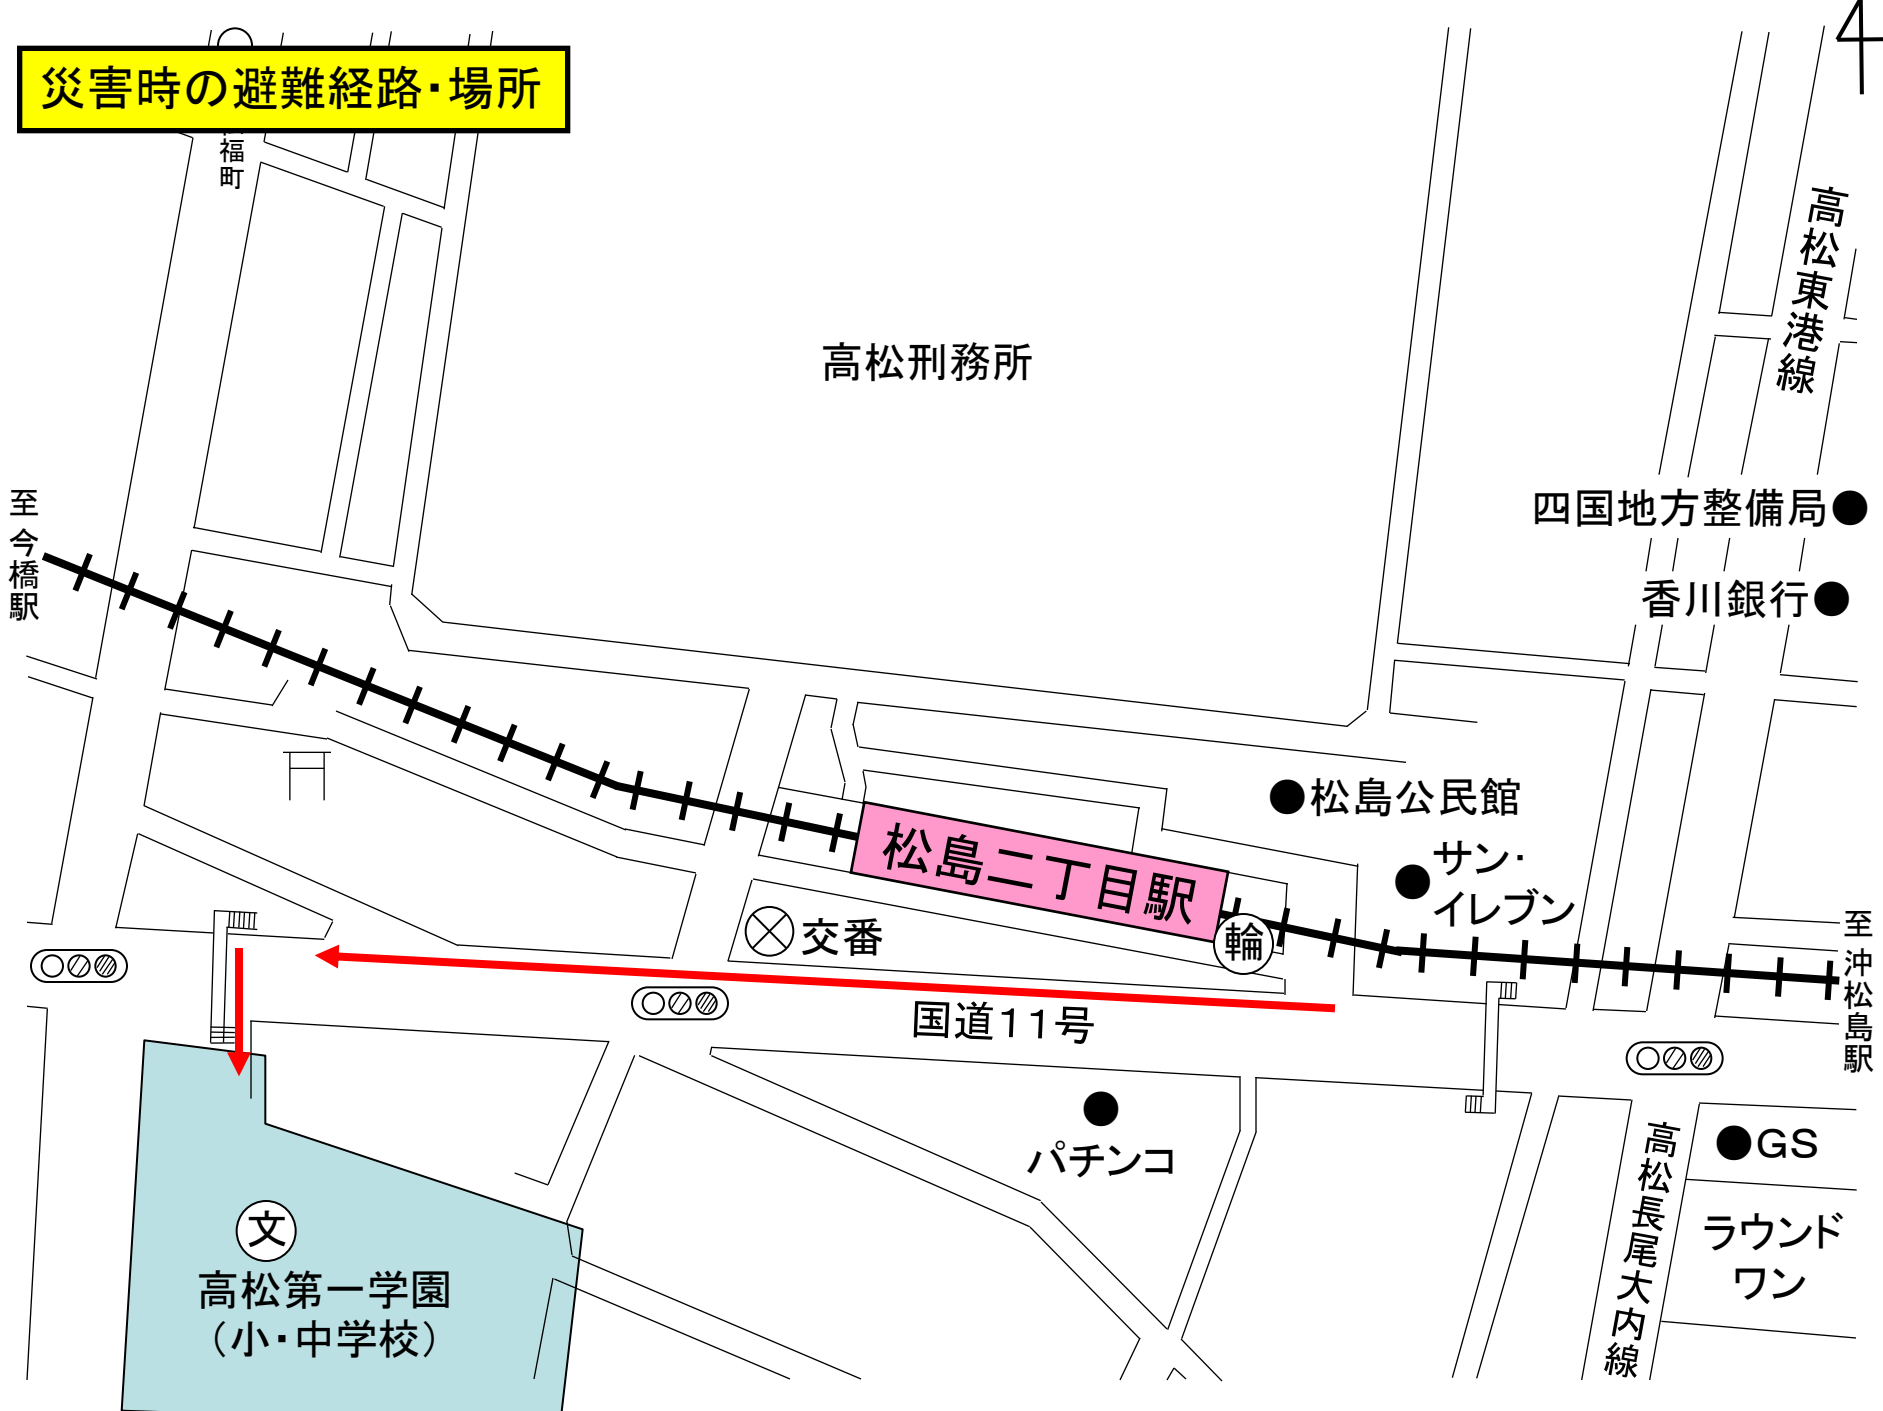 災害時の避難経路・場所
福町
高松東港線
高松刑務所
四国地方整備局●
香川銀行●
至 今橋駅
●松島公民館
松島二丁目駅
●サン・
イレブン
交番
輪
国道11号
至 沖松島駅
パチンコ
高松長尾大内線
●GS
ラウンド
ワン
文
高松第一学園
（小・中学校）